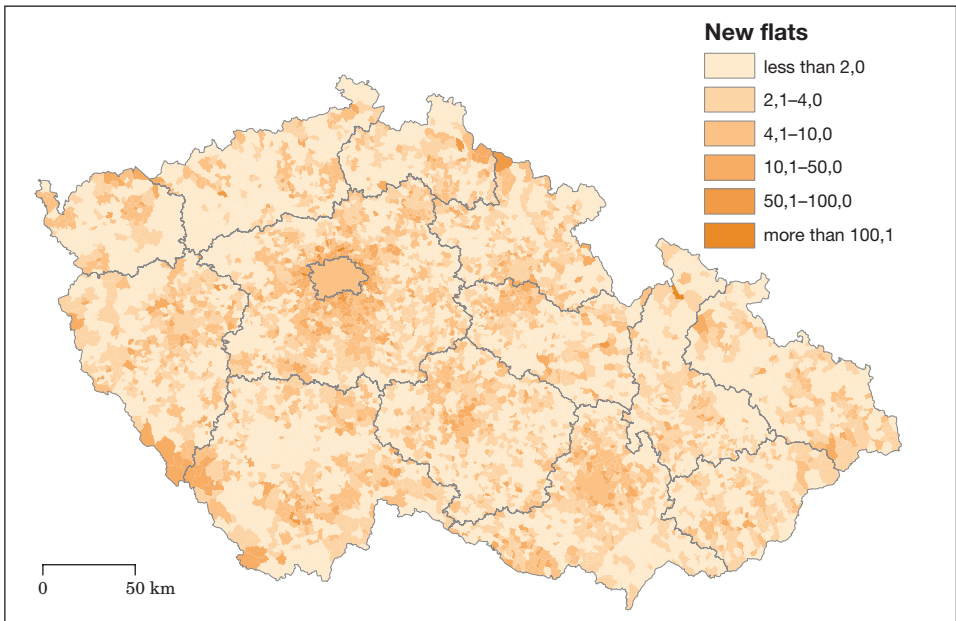 New flats
less than 2,0
2,1–4,0
4,1–10,0
10,1–50,0
50,1–100,0
more than 100,1
0 50 km